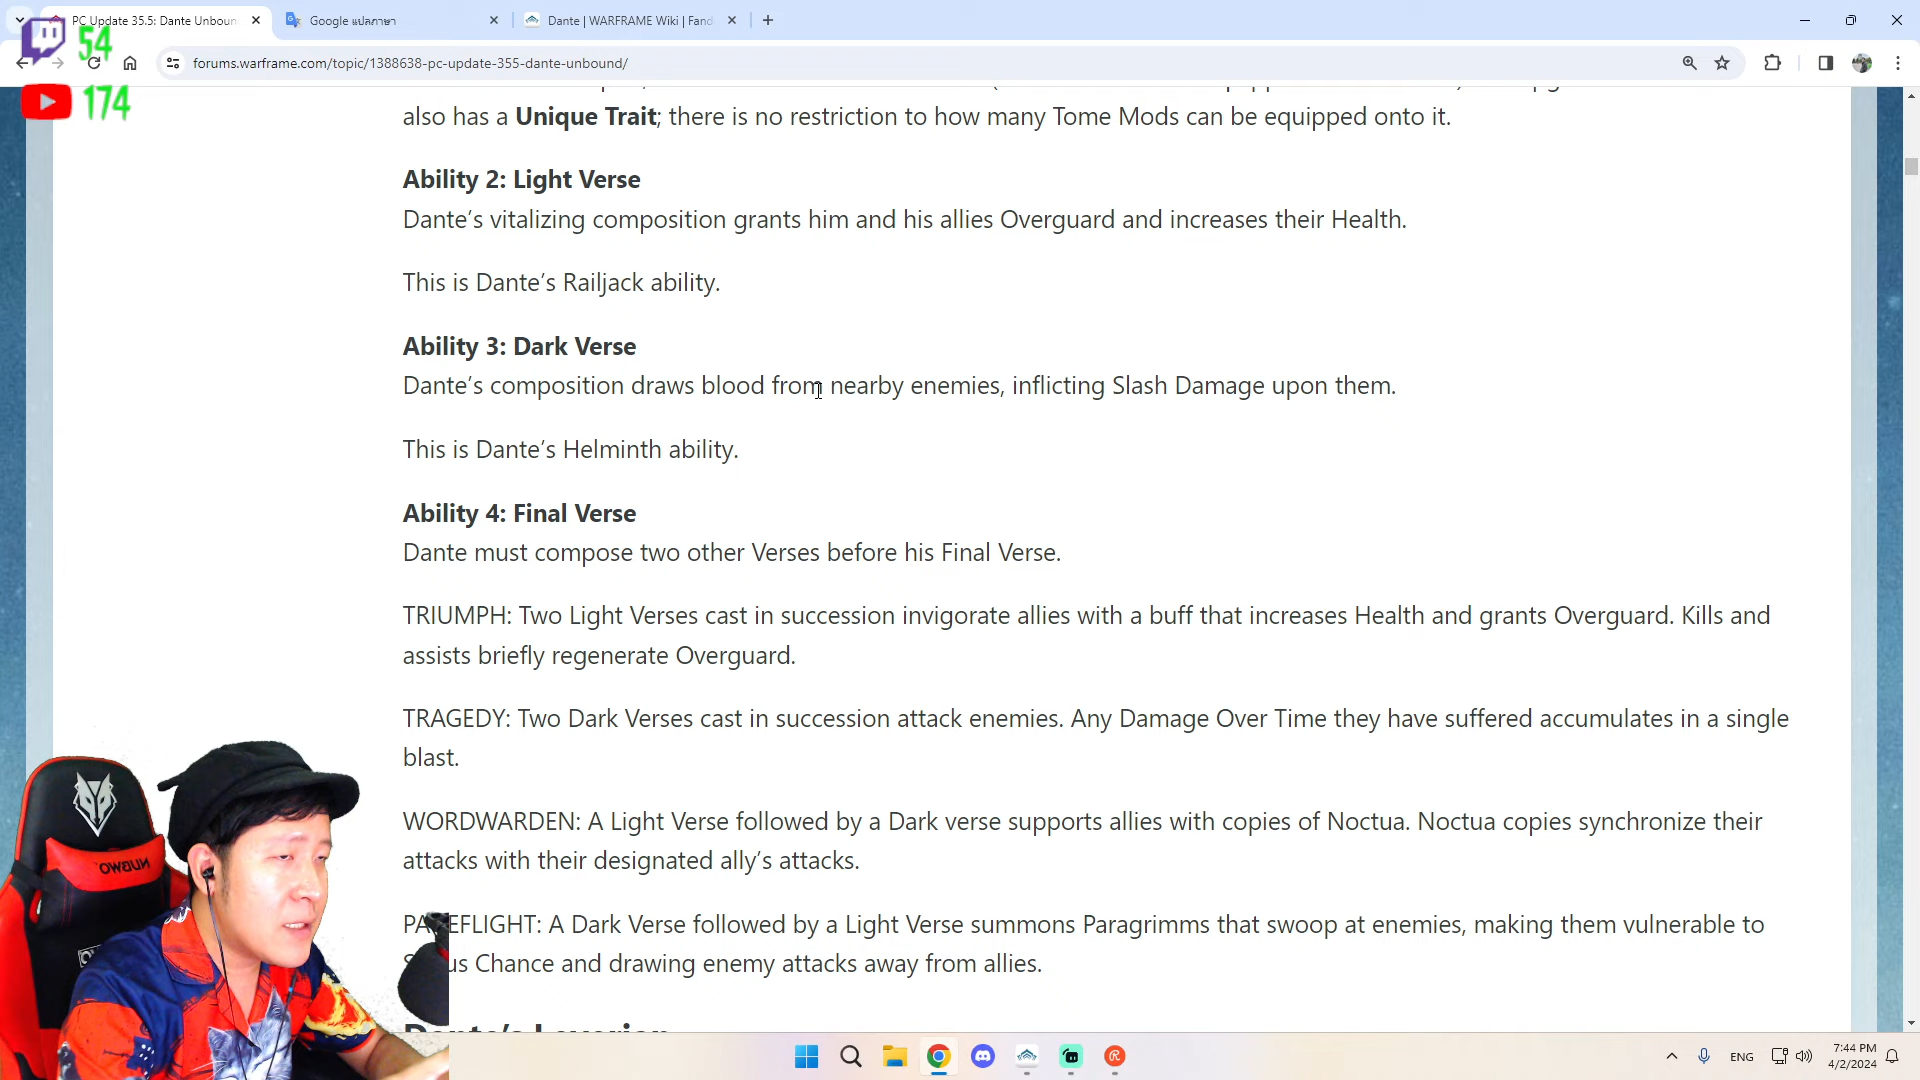 PC Update 35.5: Dante Unboun
Google แปลภาษา
Dante | WARFRAME Wiki | Fand
54
forums.warframe.com/topic/1388638-pc-update-355-dante-unbound/
174
also has a Unique Trait; there is no restriction to how many Tome Mods can be equipped onto it.
Ability 2: Light Verse
Dante's vitalizing composition grants him and his allies Overguard and increases their Health.
This is Dante's Railjack ability.
Ability 3: Dark Verse
Dante's composition draws blood from nearby enemies, inflicting Slash Damage upon them.
This is Dante's Helminth ability.
Ability 4: Final Verse
Dante must compose two other Verses before his Final Verse.
TRIUMPH: Two Light Verses cast in succession invigorate allies with a buff that increases Health and grants Overguard. Kills and
assists briefly regenerate Overguard.
TRAGEDY: Two Dark Verses cast in succession attack enemies. Any Damage Over Time they have suffered accumulates in a single
blast.
WORDWARDEN: A Light Verse followed by a Dark verse supports allies with copies of Noctua. Noctua copies synchronize their
attacks with their designated ally's attacks.
PA EFLIGHT: A Dark Verse followed by a Light Verse summons Paragrimms that swoop at enemies, making them vulnerable to
us Chance and drawing enemy attacks away from allies.
NUBWO
ENG
7:44 PM
4/2/2024